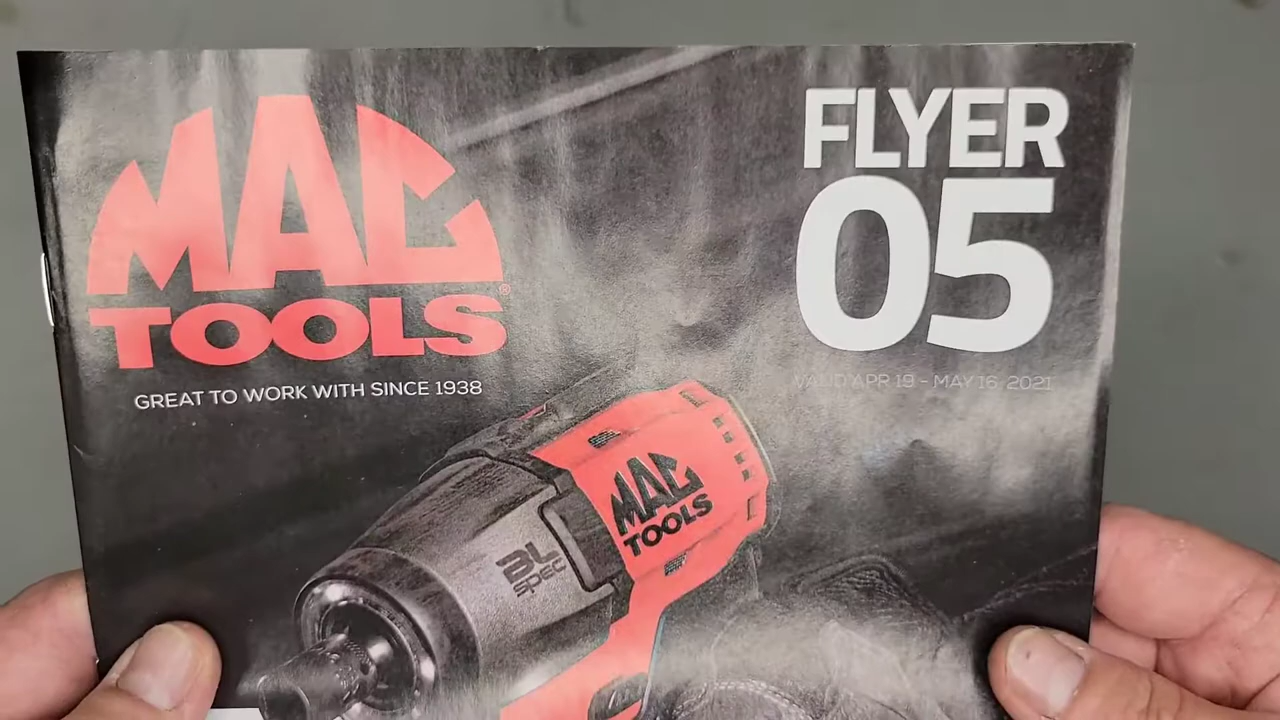 MAC
TOOLS®
GREAT TO WORK WITH SINCE 1938
FLYER
05
VALID APR 19 - MAY 16, 2021
MAC
TOOLS
BL
SPEC